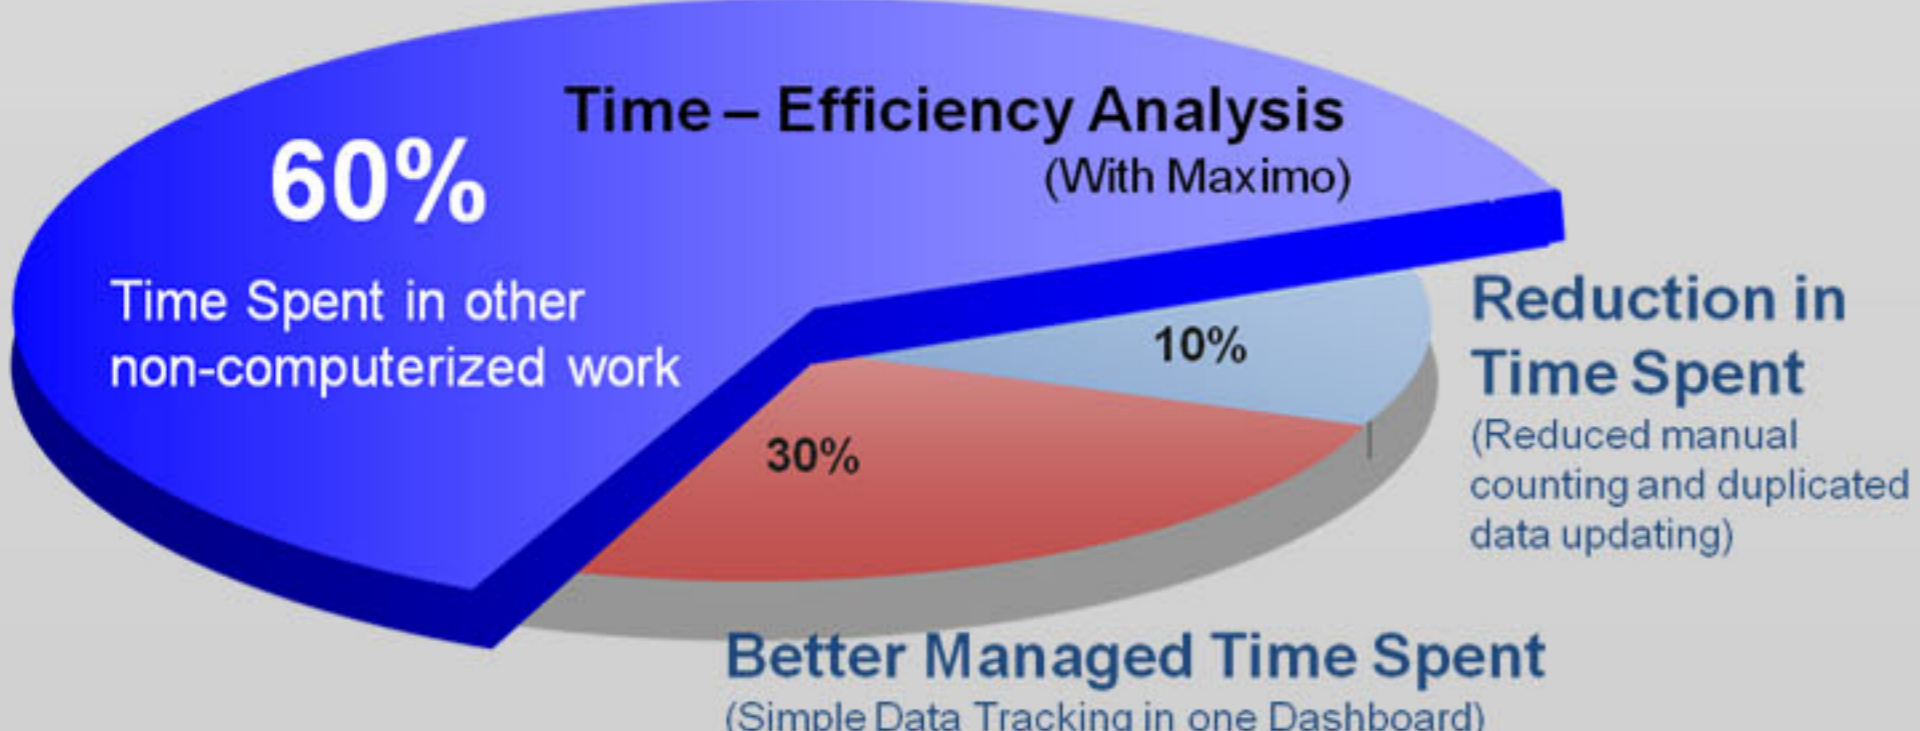 Time – Efficiency Analysis
(With Maximo)
60%
Time Spent in other
non-computerized work
10%
30%
Reduction in
Time Spent
(Reduced manual
counting and duplicated
data updating)
Better Managed Time Spent
(Simple Data Tracking in one Dashboard)